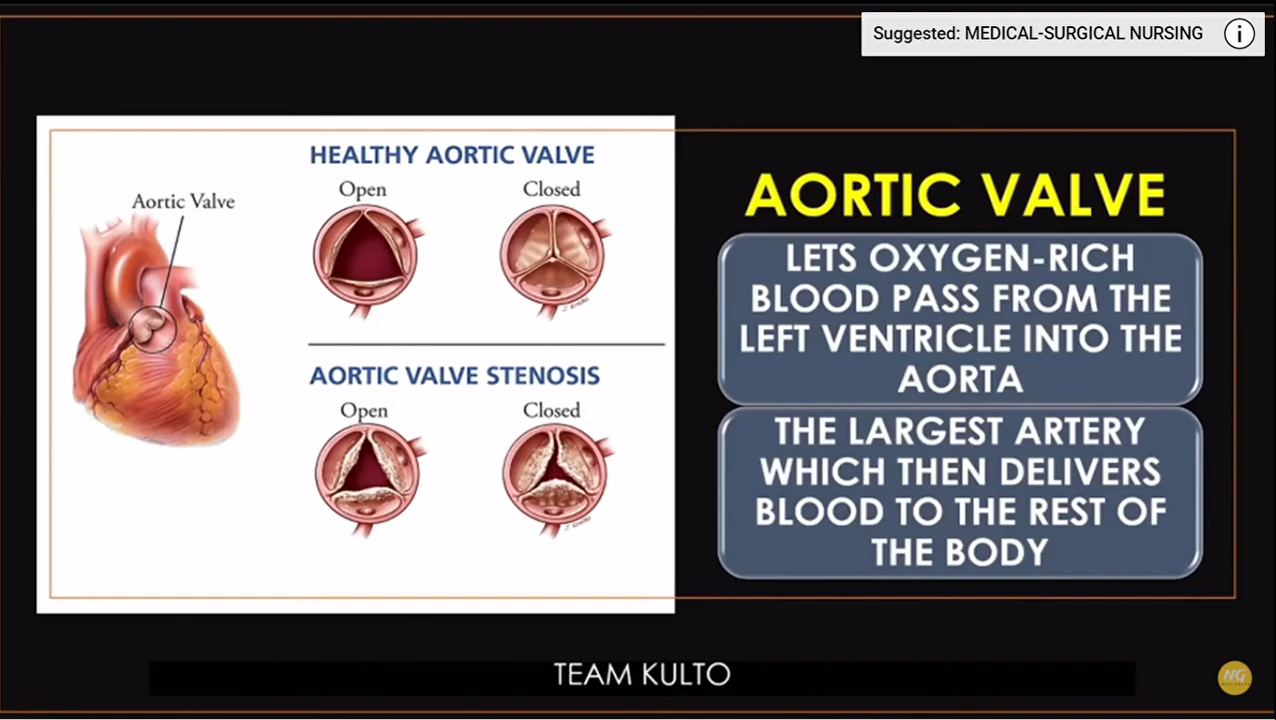 Suggested: MEDICAL-SURGICAL NURSING
HEALTHY AORTIC VALVE
Open
Closed
Aortic Valve
AORTIC VALVE STENOSIS
Open
Closed
AORTIC VALVE
LETS OXYGEN-RICH
BLOOD PASS FROM THE
LEFT VENTRICLE INTO THE
AORTA
THE LARGEST ARTERY
WHICH THEN DELIVERS
BLOOD TO THE REST OF
THE BODY
TEAM KULTO
NG